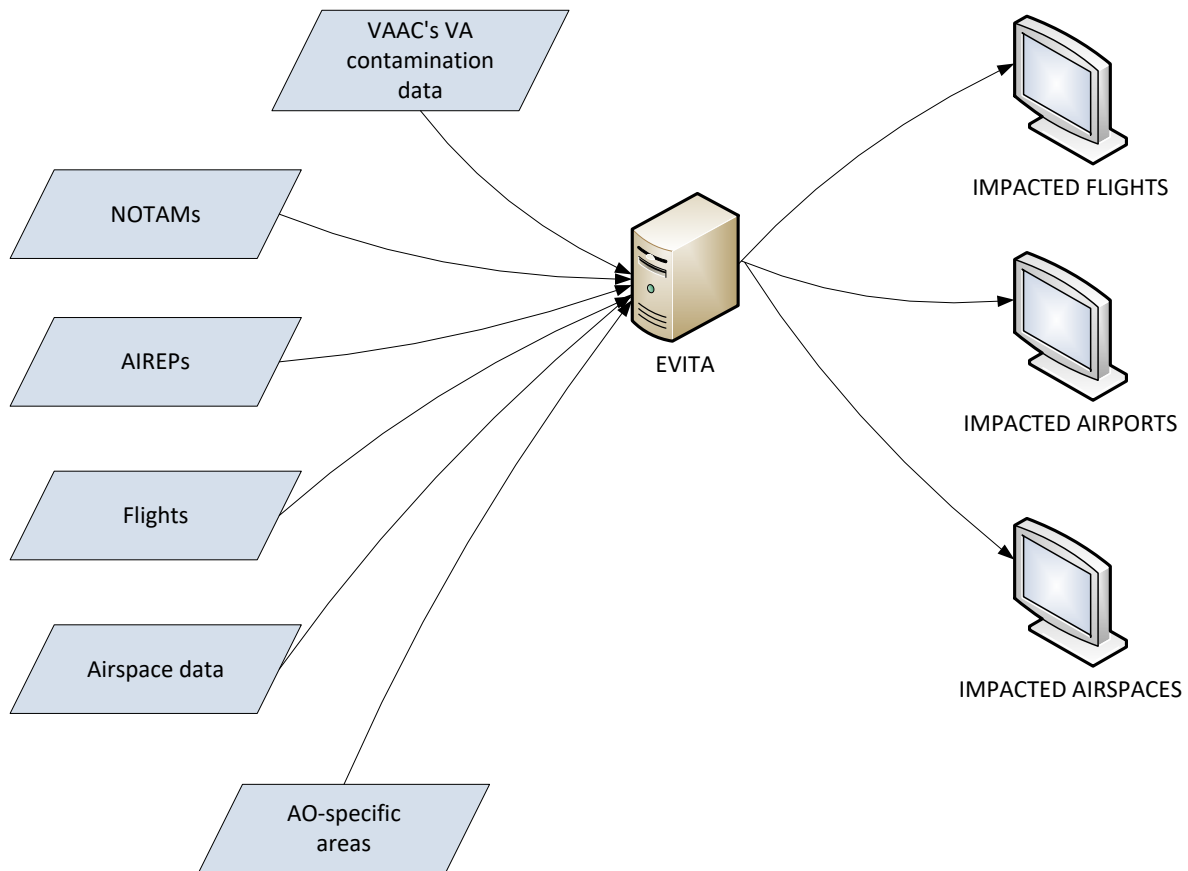 VAAC's VA
contamination
data
NOTAMs
AIREPs
Flights
Airspace data
AO-specific
areas
EVITA
IMPACTED FLIGHTS
IMPACTED AIRPORTS
IMPACTED AIRSPACES